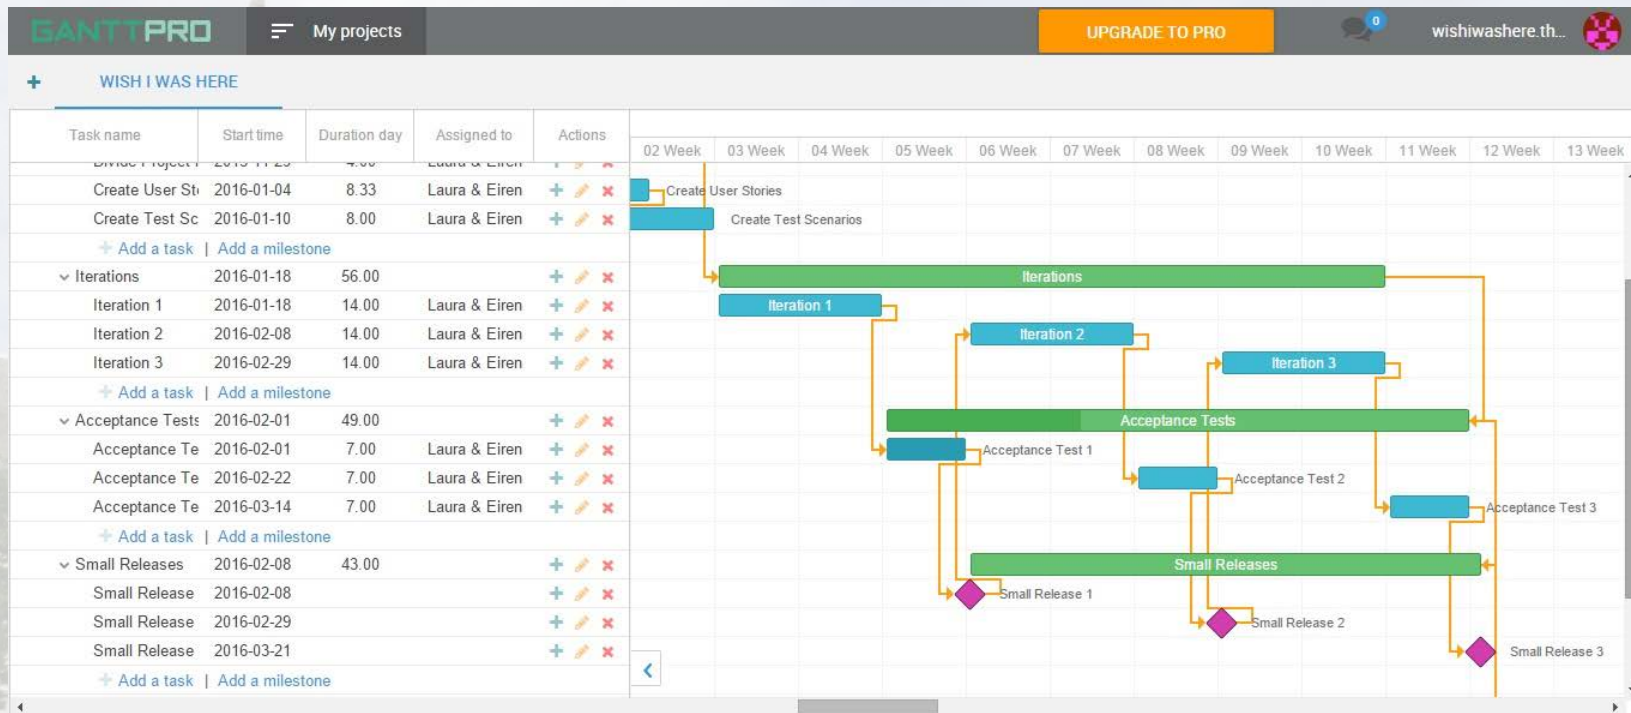 GANTTPRO My projects UPGRADE TO PRO 0 wishiwashere.th...
+ WISH I WAS HERE
Task name Start time Duration day Assigned to Actions
02 Week 03 Week 04 Week 05 Week 06 Week 07 Week 08 Week 09 Week 10 Week 11 Week 12 Week 13 Week
Create User Sto 2016-01-04 8.33 Laura & Eiren Create User Stories
Create Test Sc 2016-01-10 8.00 Laura & Eiren Create Test Scenarios
Add a task | Add a milestone
Iterations 2016-01-18 56.00 Iterations
Iteration 1 2016-01-18 14.00 Laura & Eiren Iteration 1
Iteration 2 2016-02-08 14.00 Laura & Eiren Iteration 2
Iteration 3 2016-02-29 14.00 Laura & Eiren Iteration 3
Add a task | Add a milestone
Acceptance Tests 2016-02-01 49.00 Acceptance Tests
Acceptance Te 2016-02-01 7.00 Laura & Eiren Acceptance Test 1
Acceptance Te 2016-02-22 7.00 Laura & Eiren Acceptance Test 2
Acceptance Te 2016-03-14 7.00 Laura & Eiren Acceptance Test 3
Add a task | Add a milestone
Small Releases 2016-02-08 43.00 Small Releases
Small Release 2016-02-08 Small Release 1
Small Release 2016-02-29 Small Release 2
Small Release 2016-03-21 Small Release 3
Add a task | Add a milestone